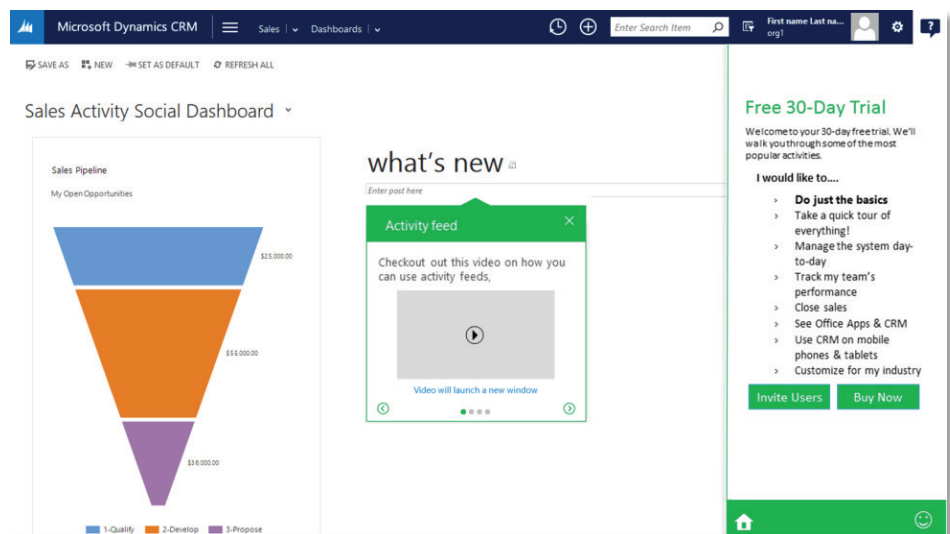 Microsoft Dynamics CRM
Sales
Dashboards
Enter Search Item
First name Last na...
org1
?
SAVE AS
NEW
SET AS DEFAULT
REFRESH ALL
Sales Activity Social Dashboard
Sales Pipeline
My Open Opportunities
$25,000.00
$55,000.00
$36,000.00
1-Qualify
2-Develop
3-Propose
what's new
Enter post here
Activity feed
Checkout out this video on how you
can use activity feeds,
Video will launch a new window
Free 30-Day Trial
Welcome to your 30-day free trial. We'll
walk you through some of the most
popular activities.
I would like to....
Do just the basics
Take a quick tour of
everything!
Manage the system day-
to-day
Track my team's
performance
Close sales
See Office Apps & CRM
Use CRM on mobile
phones & tablets
Customize for my industry
Invite Users
Buy Now